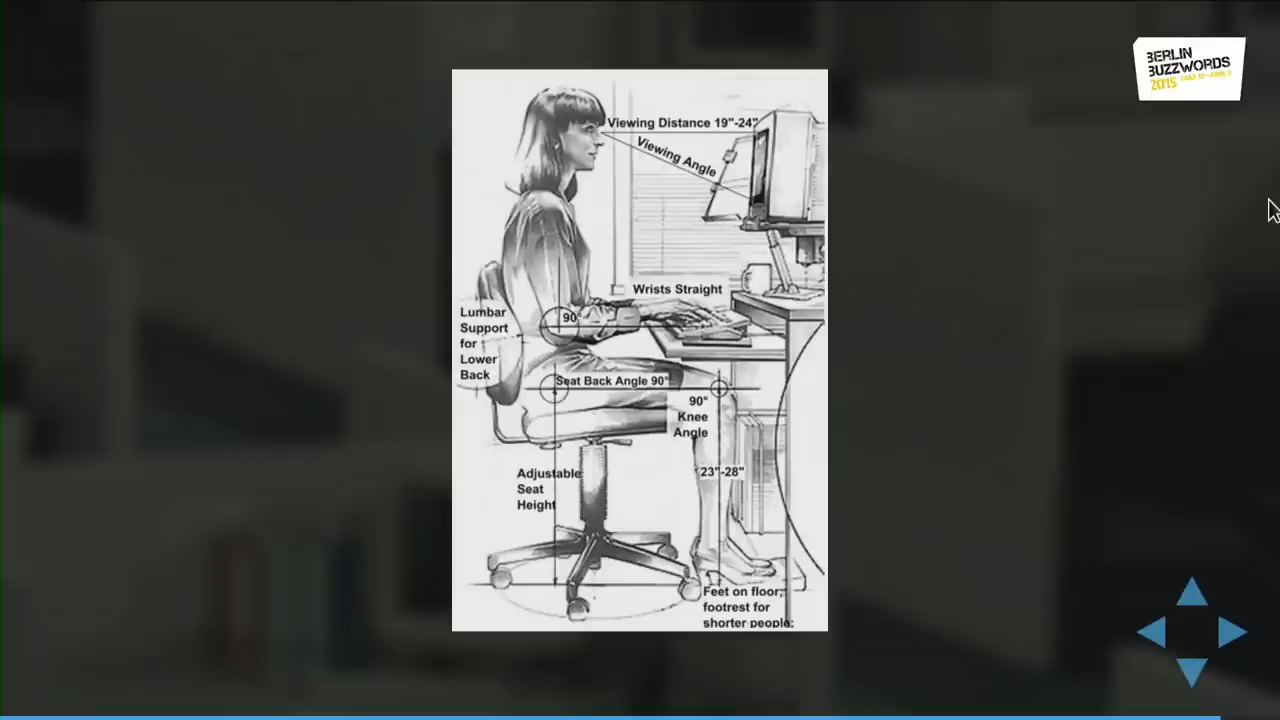 BERLIN
BUZZWORDS
2015
Viewing Distance 19"-24"
Viewing Angle
Wrists Straight
Lumbar
Support
for
Lower
Back
90°
Seat Back Angle 90°
90°
Knee
Angle
Adjustable
Seat
Height
23"-28"
Feet on floor;
footrest for
shorter people;